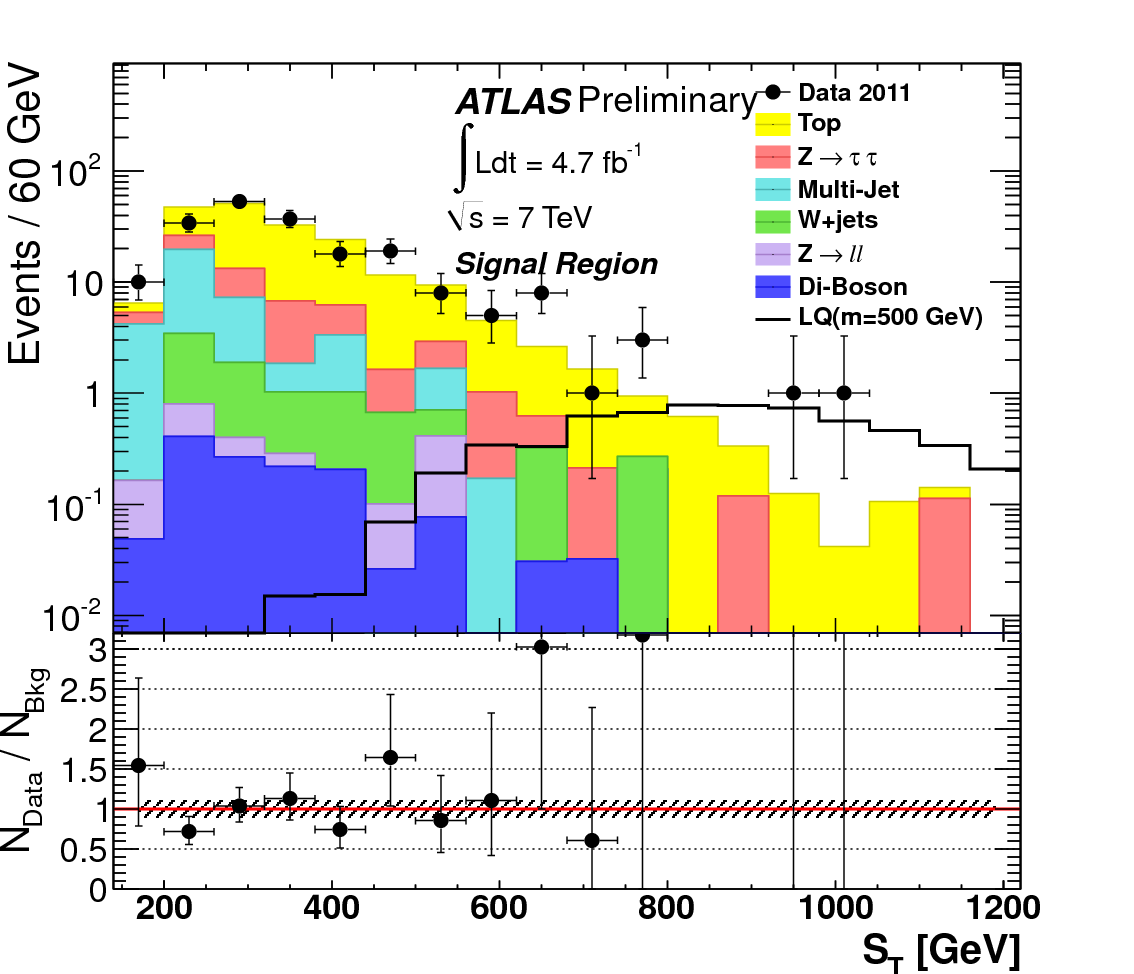 Events / 60 GeV
10²
10
1
10⁻¹
10⁻²
ATLAS Preliminary
∫ Ldt = 4.7 fb⁻¹
√s = 7 TeV
Signal Region
Data 2011
Top
Z → τ τ
Multi-Jet
W+jets
Z → ll
Di-Boson
LQ(m=500 GeV)
N_Data / N_Bkg
3
2.5
2
1.5
1
0.5
0
200 400 600 800 1000 1200
S_T [GeV]